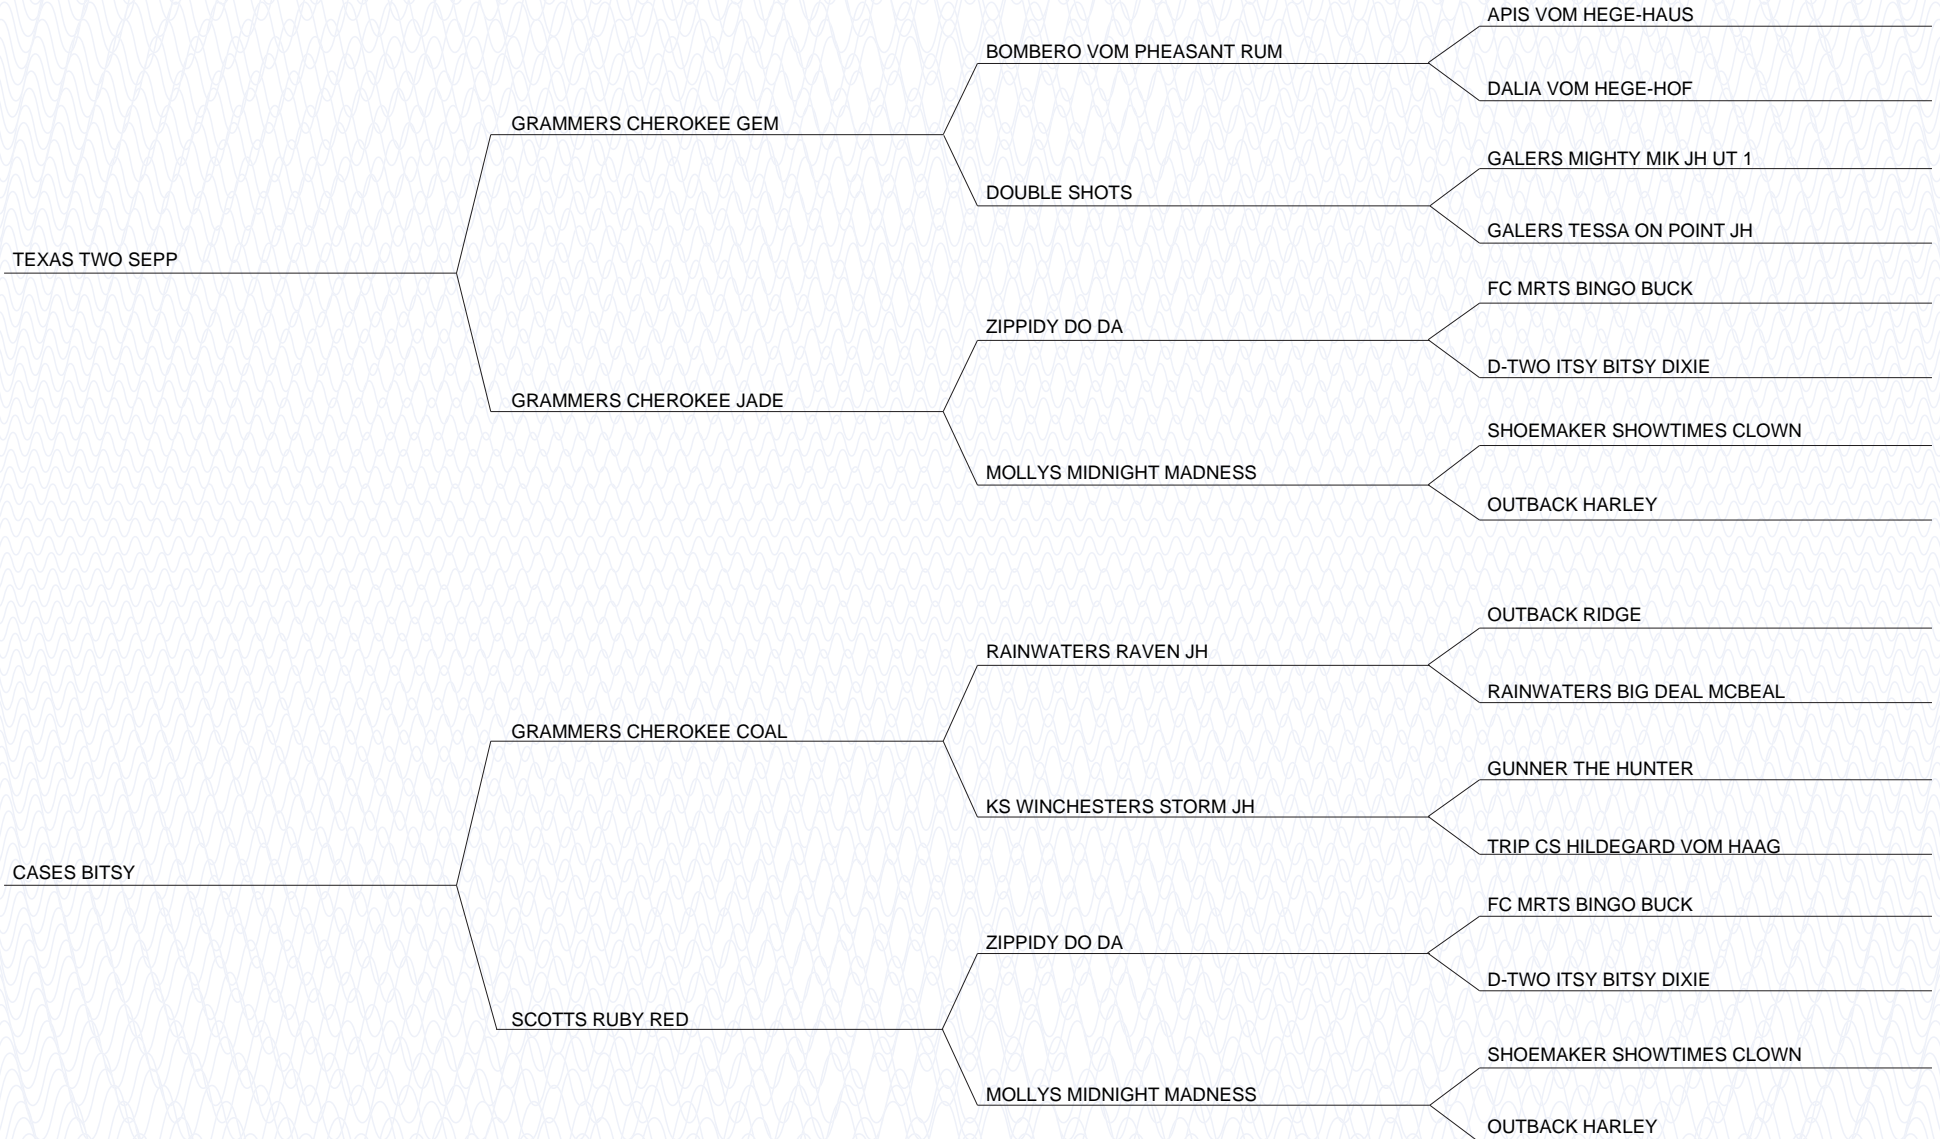 APIS VOM HEGE-HAUS
BOMBERO VOM PHEASANT RUM
DALIA VOM HEGE-HOF
GRAMMERS CHEROKEE GEM
GALERS MIGHTY MIK JH UT 1
DOUBLE SHOTS
GALERS TESSA ON POINT JH
TEXAS TWO SEPP
FC MRTS BINGO BUCK
ZIPPIDY DO DA
D-TWO ITSY BITSY DIXIE
GRAMMERS CHEROKEE JADE
SHOEMAKER SHOWTIMES CLOWN
MOLLYS MIDNIGHT MADNESS
OUTBACK HARLEY
OUTBACK RIDGE
RAINWATERS RAVEN JH
RAINWATERS BIG DEAL MCBEAL
GRAMMERS CHEROKEE COAL
GUNNER THE HUNTER
KS WINCHESTERS STORM JH
TRIP CS HILDEGARD VOM HAAG
CASES BITSY
FC MRTS BINGO BUCK
ZIPPIDY DO DA
D-TWO ITSY BITSY DIXIE
SCOTTS RUBY RED
SHOEMAKER SHOWTIMES CLOWN
MOLLYS MIDNIGHT MADNESS
OUTBACK HARLEY